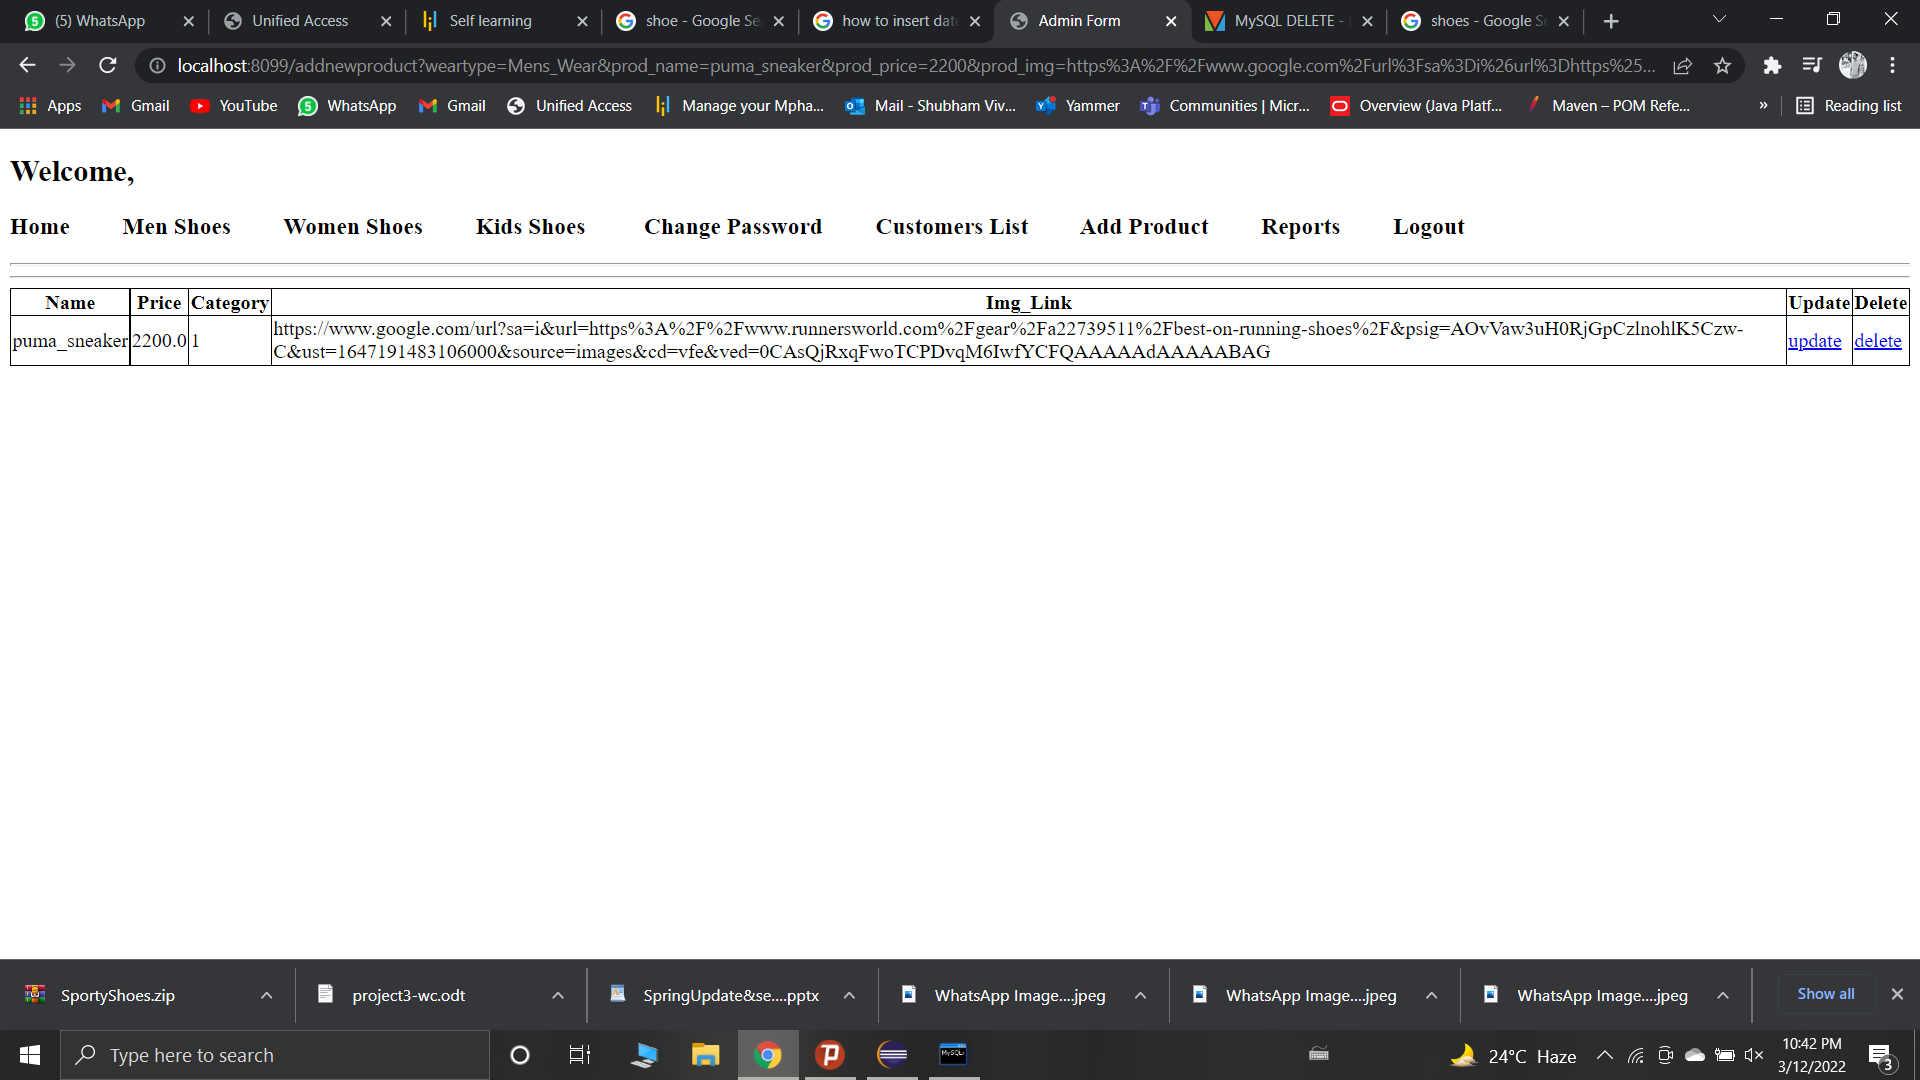 (5) WhatsApp
Unified Access
Self learning
shoe - Google Se
how to insert date
Admin Form
MySQL DELETE -
shoes - Google S
localhost:8099/addnewproduct?weartype=Mens_Wear&prod_name=puma_sneaker&prod_price=2200&prod_img=https%3A%2F%2Fwww.google.com%2Furl%3Fsa%3Di%26url%3Dhttps%25...
Apps
Gmail
YouTube
WhatsApp
Gmail
Unified Access
Manage your Mpha...
Mail - Shubham Viv...
Yammer
Communities | Micr...
Overview (Java Platf...
Maven – POM Refe...
»
Reading list
Welcome,
Home Men Shoes Women Shoes Kids Shoes Change Password Customers List Add Product Reports Logout
Name Price Category Img_Link Update Delete
puma_sneaker 2200.0 1 https://www.google.com/url?sa=i&url=https%3A%2F%2Fwww.runnersworld.com%2Fgear%2Fa22739511%2Fbest-on-running-shoes%2F&psig=AOvVaw3uH0RjGpCzlnohlK5Czw-
C&ust=1647191483106000&source=images&cd=vfe&ved=0CAsQjRxqFwoTCPDvqM6IwfYCFQAAAAAdAAAAABAG
update delete
SportyShoes.zip
project3-wc.odt
SpringUpdate&se....pptx
WhatsApp Image....jpeg
WhatsApp Image....jpeg
WhatsApp Image....jpeg
Show all
Type here to search
24°C Haze
10:42 PM
3/12/2022
3